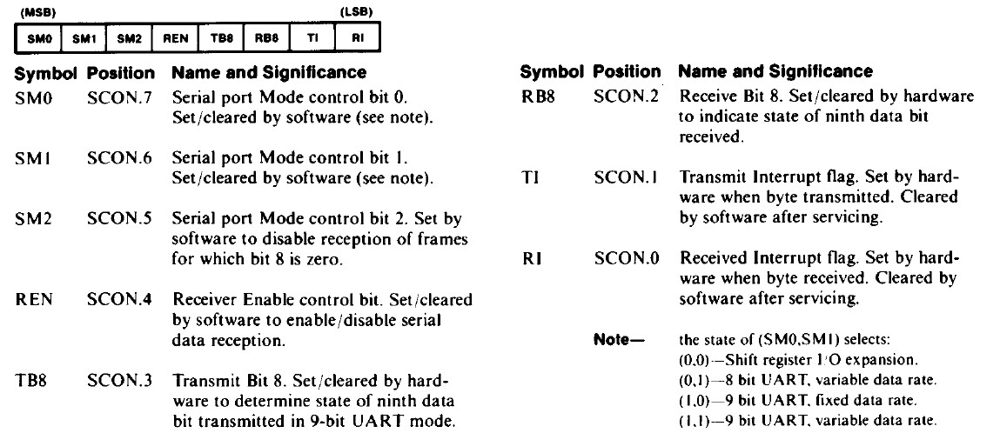 (MSB) (LSB)
SM0 SM1 SM2 REN TB8 RB8 TI RI
Symbol Position Name and Significance
SM0 SCON.7 Serial port Mode control bit 0.
Set/cleared by software (see note).
SM1 SCON.6 Serial port Mode control bit 1.
Set/cleared by software (see note).
SM2 SCON.5 Serial port Mode control bit 2. Set by
software to disable reception of frames
for which bit 8 is zero.
REN SCON.4 Receiver Enable control bit. Set/cleared
by software to enable/disable serial
data reception.
TB8 SCON.3 Transmit Bit 8. Set/cleared by hard-
ware to determine state of ninth data
bit transmitted in 9-bit UART mode.
Symbol Position Name and Significance
RB8 SCON.2 Receive Bit 8. Set/cleared by hardware
to indicate state of ninth data bit
received.
TI SCON.1 Transmit Interrupt flag. Set by hard-
ware when byte transmitted. Cleared
by software after servicing.
RI SCON.0 Received Interrupt flag. Set by hard-
ware when byte received. Cleared by
software after servicing.
Note— the state of (SM0,SM1) selects:
(0,0)—Shift register I/O expansion.
(0,1)—8 bit UART, variable data rate.
(1,0)—9 bit UART, fixed data rate.
(1,1)—9 bit UART, variable data rate.